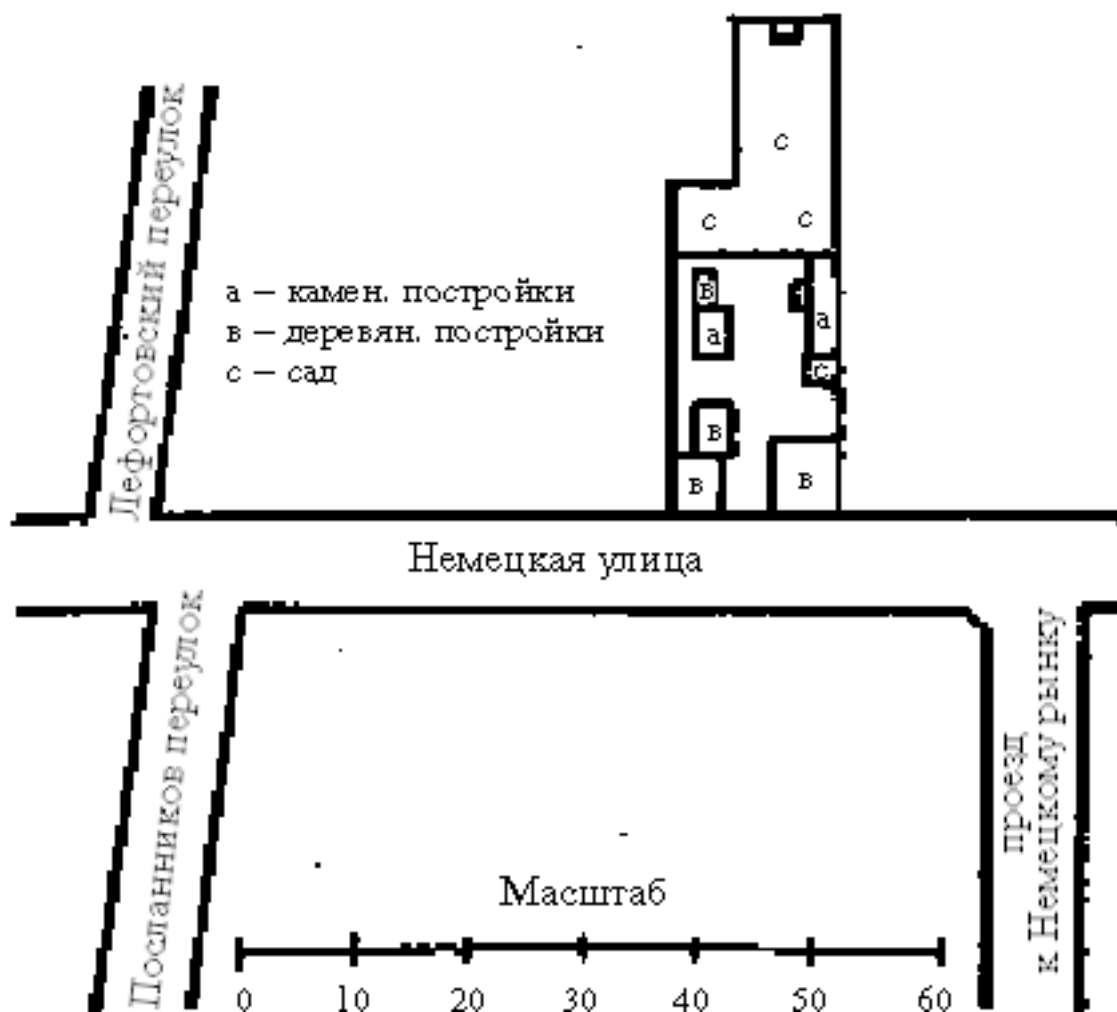 Лефортовский переулок
с
с
с
а – камен. постройки
в – деревян. постройки
с – сад
в
а
а
с
в
в
в
Немецкая улица
Посланников переулок
проезд
к Немецкому рынку
Масштаб
0 10 20 30 40 50 60